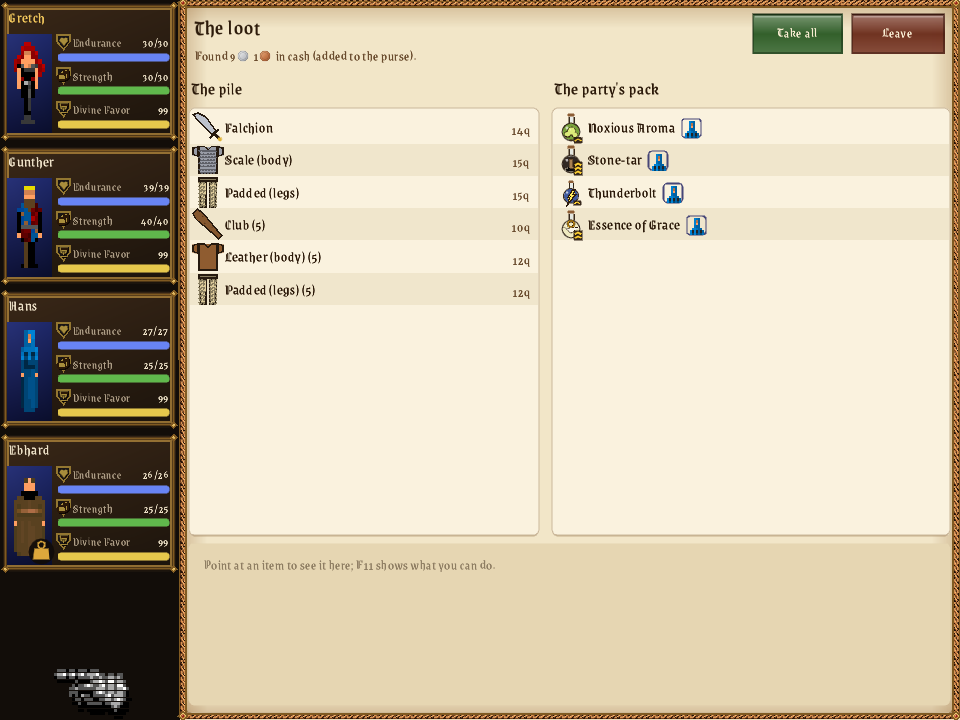 Gretch
Endurance 30/30
Strength 30/30
Divine Favor 99
Gunther
Endurance 39/39
Strength 40/40
Divine Favor 99
Hans
Endurance 27/27
Strength 25/25
Divine Favor 99
Ebhard
Endurance 26/26
Strength 25/25
Divine Favor 99
The loot
Take all
Leave
Found 9 1 in cash (added to the purse).
The pile
Falchion 14q
Scale (body) 15q
Padded (legs) 15q
Club (5) 10q
Leather (body) (5) 12q
Padded (legs) (5) 12q
The party's pack
Noxious Aroma
Stone-tar
Thunderbolt
Essence of Grace
Point at an item to see it here; F11 shows what you can do.